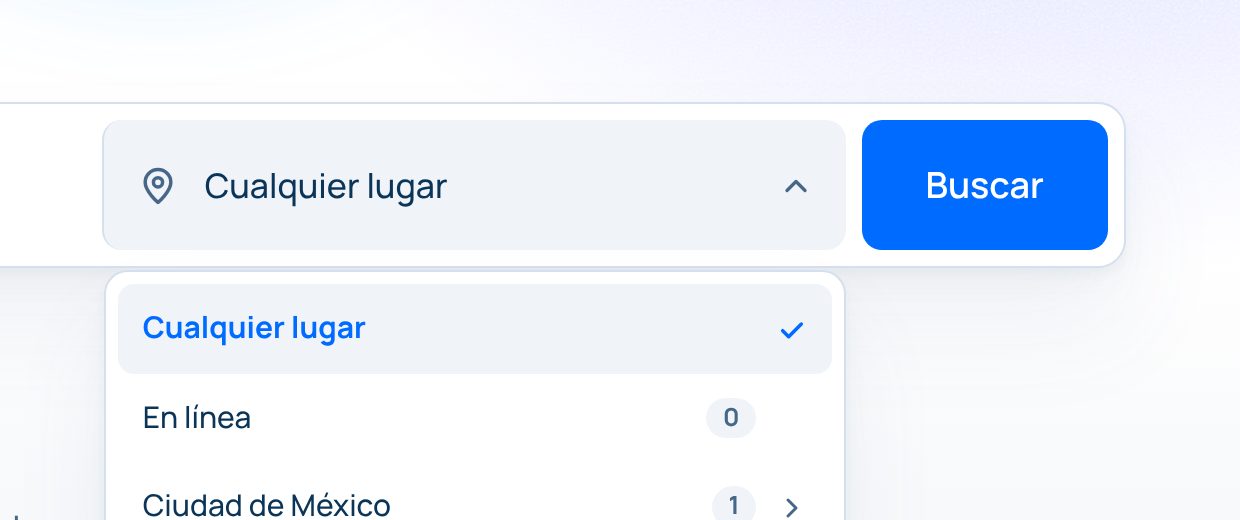 Cualquier lugar
Buscar
Cualquier lugar
En línea 0
Ciudad de México 1